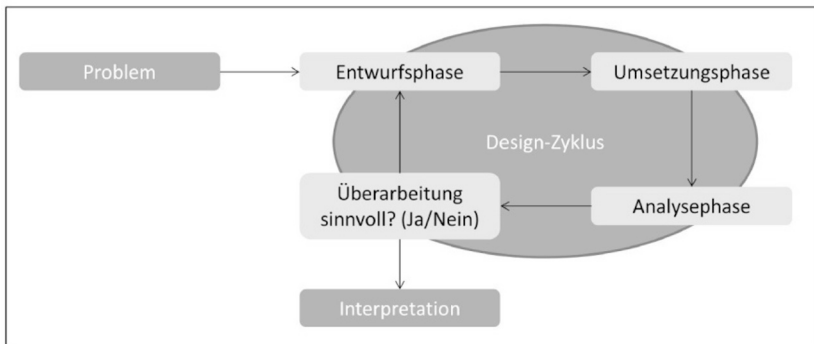 Problem
Entwurfsphase
Umsetzungsphase
Design-Zyklus
Überarbeitung
sinnvoll? (Ja/Nein)
Analysephase
Interpretation